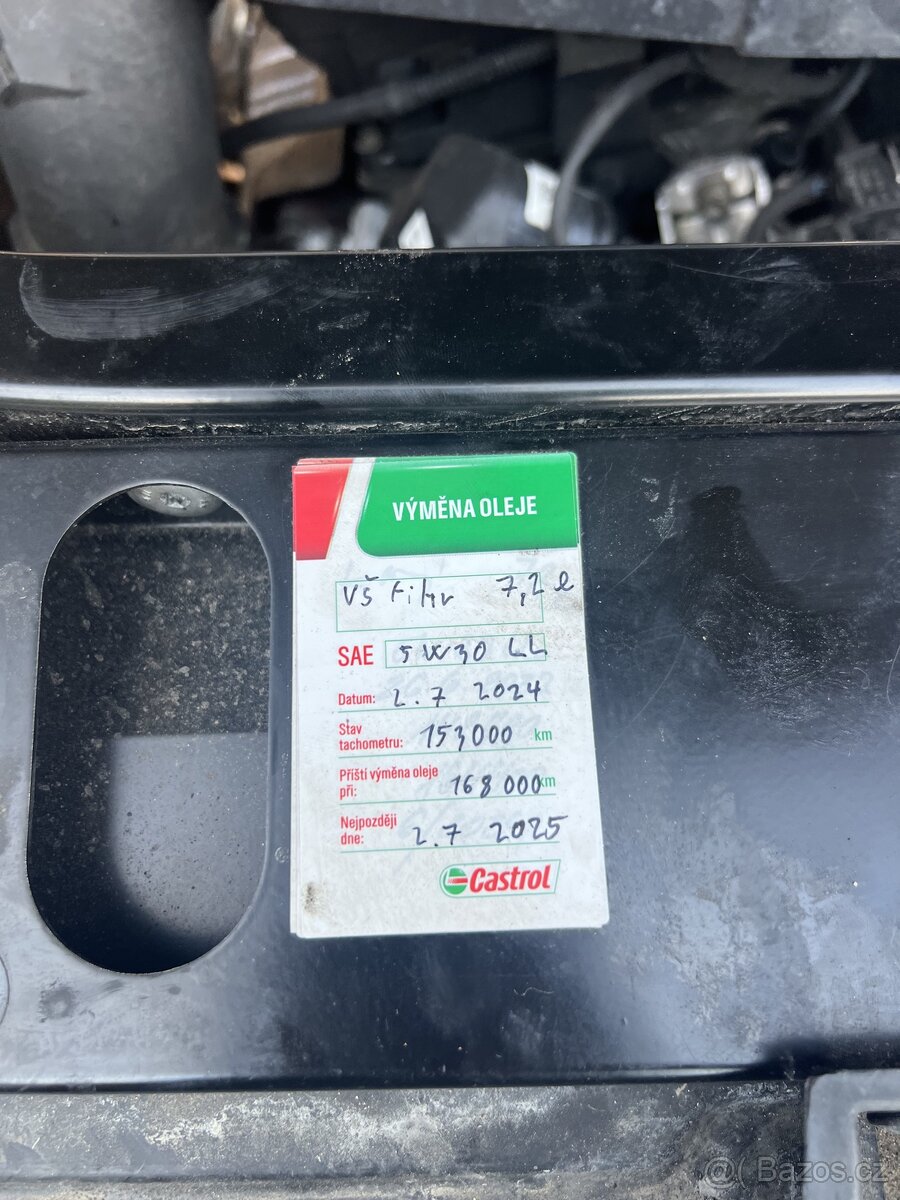 VÝMĚNA OLEJE
VŠ Filtr 7,2 l
SAE 5W30 LL
Datum: 2.7 2024
Stav
tachometru: 153000 km
Příští výměna oleje
při: 168 000 km
Nejpozději
dne: 2.7 2025
Castrol
@ Bazos.cz